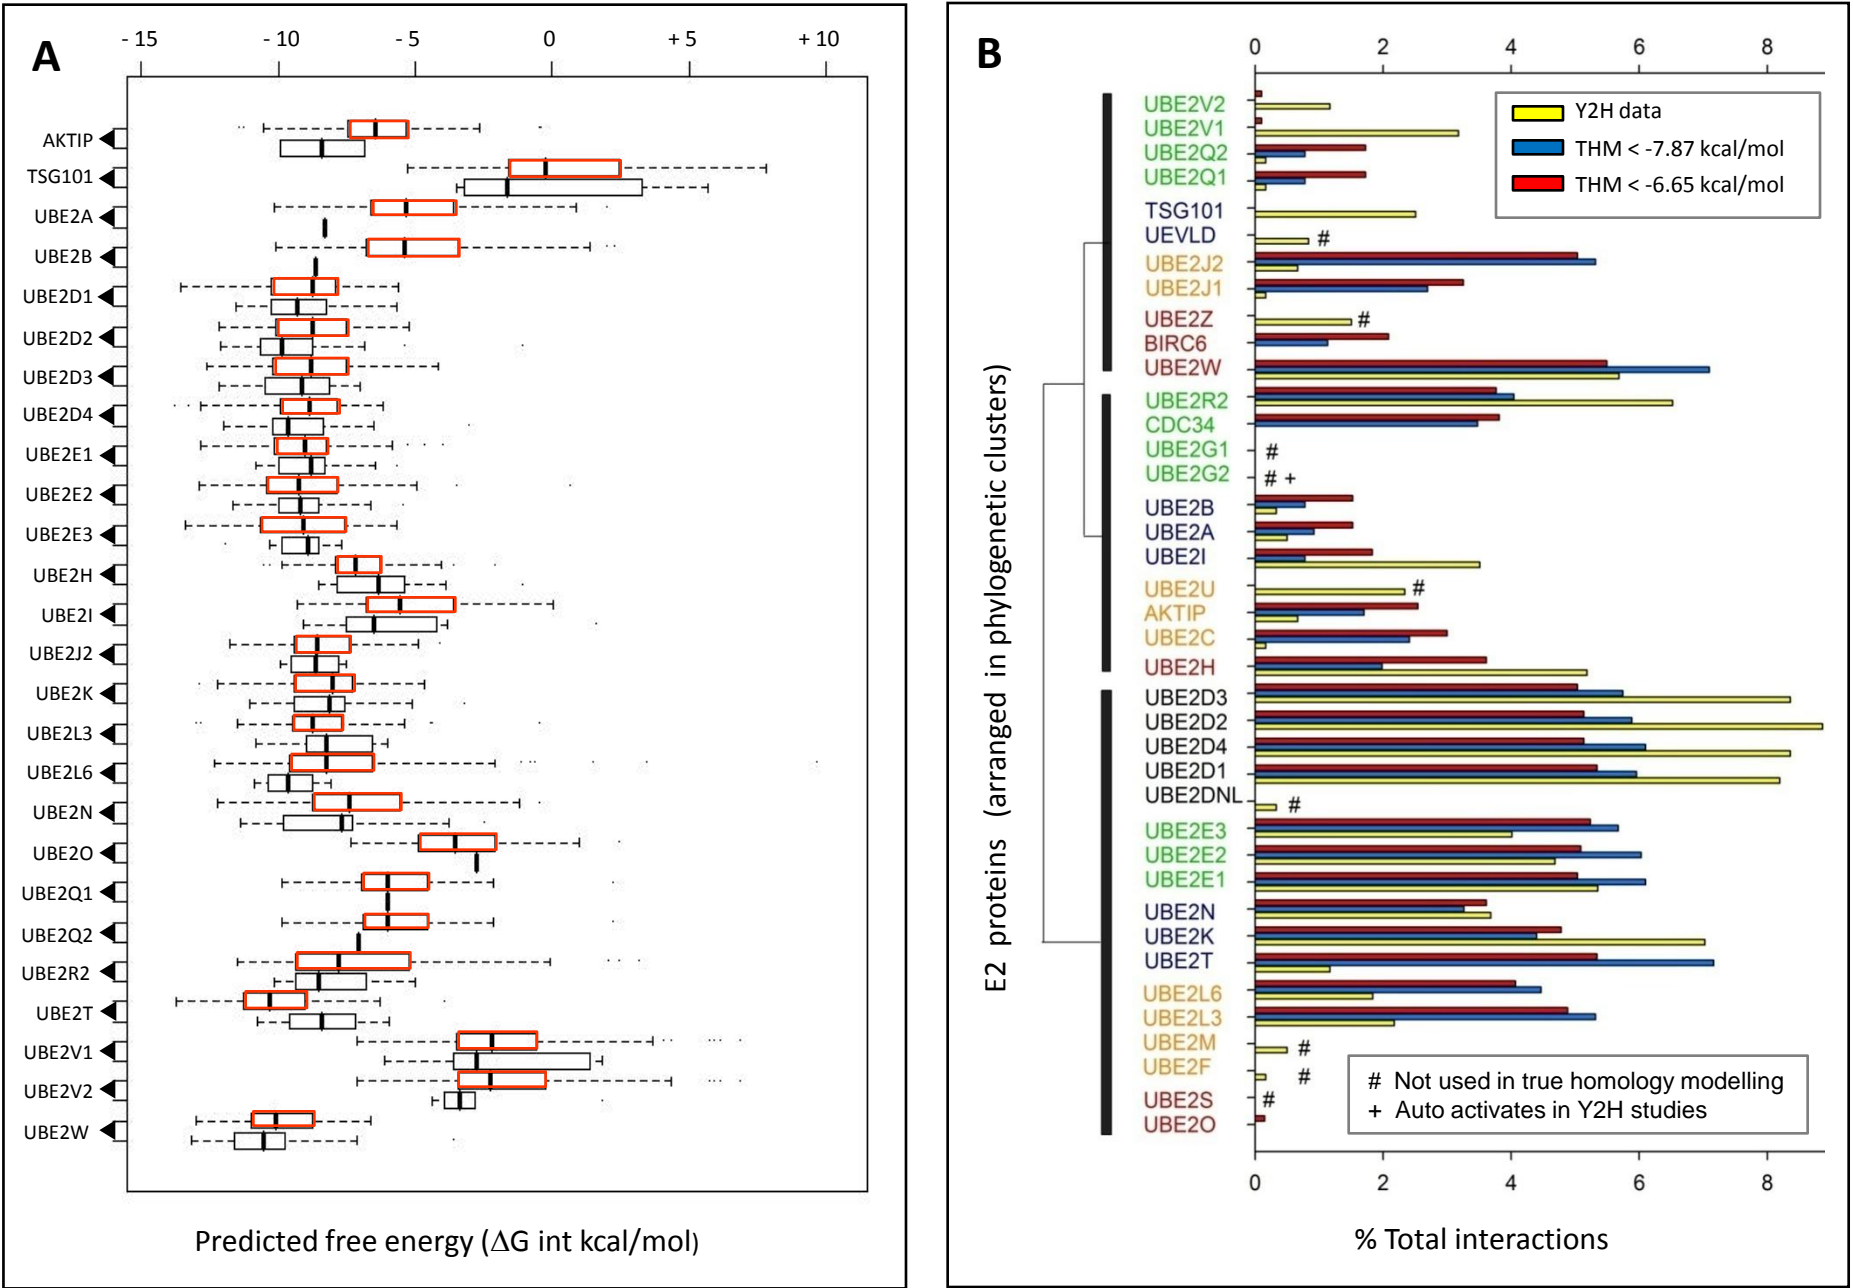 A
- 15 - 10 - 5 0 + 5 + 10
AKTIP
TSG101
UBE2A
UBE2B
UBE2D1
UBE2D2
UBE2D3
UBE2D4
UBE2E1
UBE2E2
UBE2E3
UBE2H
UBE2I
UBE2J2
UBE2K
UBE2L3
UBE2L6
UBE2N
UBE2O
UBE2Q1
UBE2Q2
UBE2R2
UBE2T
UBE2V1
UBE2V2
UBE2W
Predicted free energy (ΔG int kcal/mol)
B
0 2 4 6 8
Y2H data
THM < -7.87 kcal/mol
THM < -6.65 kcal/mol
E2 proteins (arranged in phylogenetic clusters)
UBE2V2
UBE2V1
UBE2Q2
UBE2Q1
TSG101
UEVLD #
UBE2J2
UBE2J1
UBE2Z #
BIRC6
UBE2W
UBE2R2
CDC34
UBE2G1 #
UBE2G2 # +
UBE2B
UBE2A
UBE2I
UBE2U #
AKTIP
UBE2C
UBE2H
UBE2D3
UBE2D2
UBE2D4
UBE2D1
UBE2DNL #
UBE2E3
UBE2E2
UBE2E1
UBE2N
UBE2K
UBE2T
UBE2L6
UBE2L3
UBE2M #
UBE2F #
UBE2S #
UBE2O
# Not used in true homology modelling
+ Auto activates in Y2H studies
0 2 4 6 8
% Total interactions